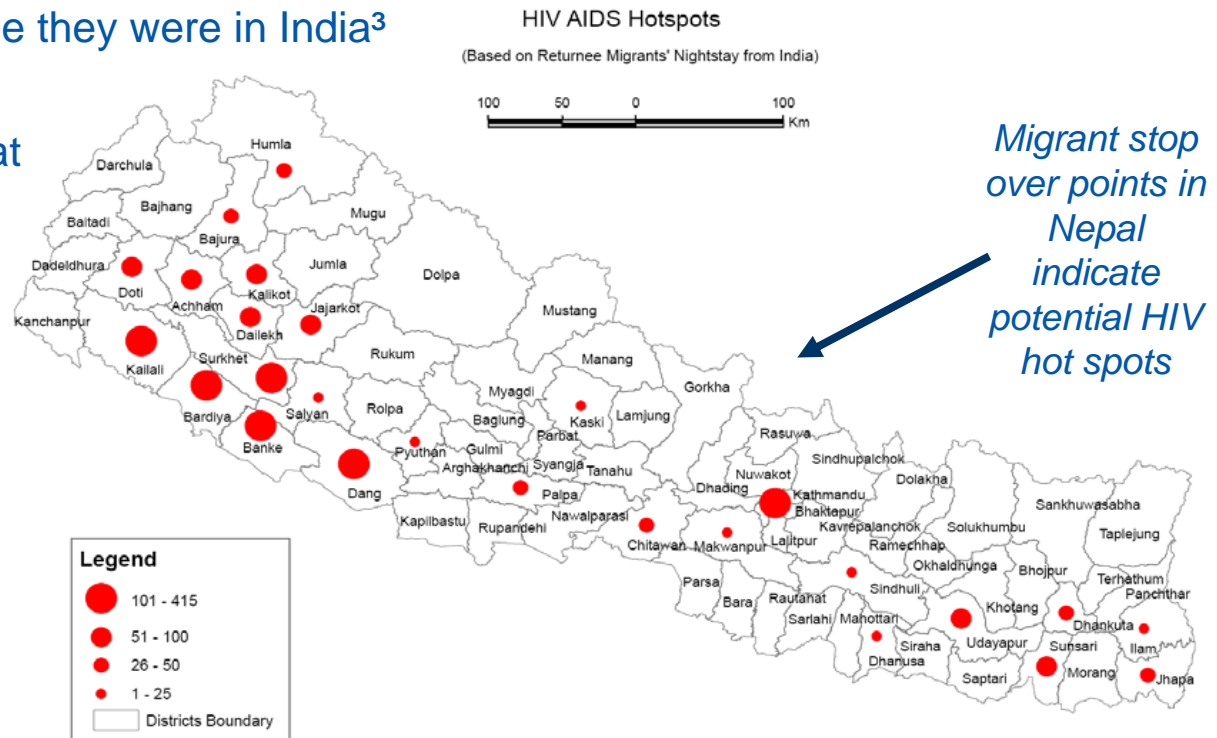 e they were in India³
at
HIV AIDS Hotspots
(Based on Returnee Migrants' Nightstay from India)
100 50 0 100
Km
Migrant stop
over points in
Nepal
indicate
potential HIV
hot spots
Humla
Darchula
Bajhang
Mugu
Baitadi
Bajura
Dadeldhura
Jumla
Dolpa
Doti
Achham
Kalikot
Jajarkot
Mustang
Kanchanpur
Dailekh
Rukum
Manang
Kailali
Surkhet
Myagdi
Gorkha
Bardiya
Salyan
Rolpa
Baglung
Kaski
Lamjung
Banke
Parbat
Rasuwa
Pyuthan
Gulmi
Sindhupalchok
Arghakhanchi
Syangja
Tanahu
Nuwakot
Dolakha
Dang
Palpa
Dhading
Kathmandu
Sankhuwasabha
Bhaktapur
Kapilbastu
Rupandehi
Nawalparasi
Kavrepalanchok
Solukhumbu
Taplejung
Chitawan
Makwanpur
Lalitpur
Ramechhap
Okhaldhunga
Bhojpur
Parsa
Sindhuli
Terhathum
Panchthar
Bara
Rautahat
Khotang
Sarlahi
Mahottari
Dhankuta
Udayapur
Sunsari
Ilam
Dhanusa
Siraha
Saptari
Morang
Jhapa
Legend
101 - 415
51 - 100
26 - 50
1 - 25
Districts Boundary